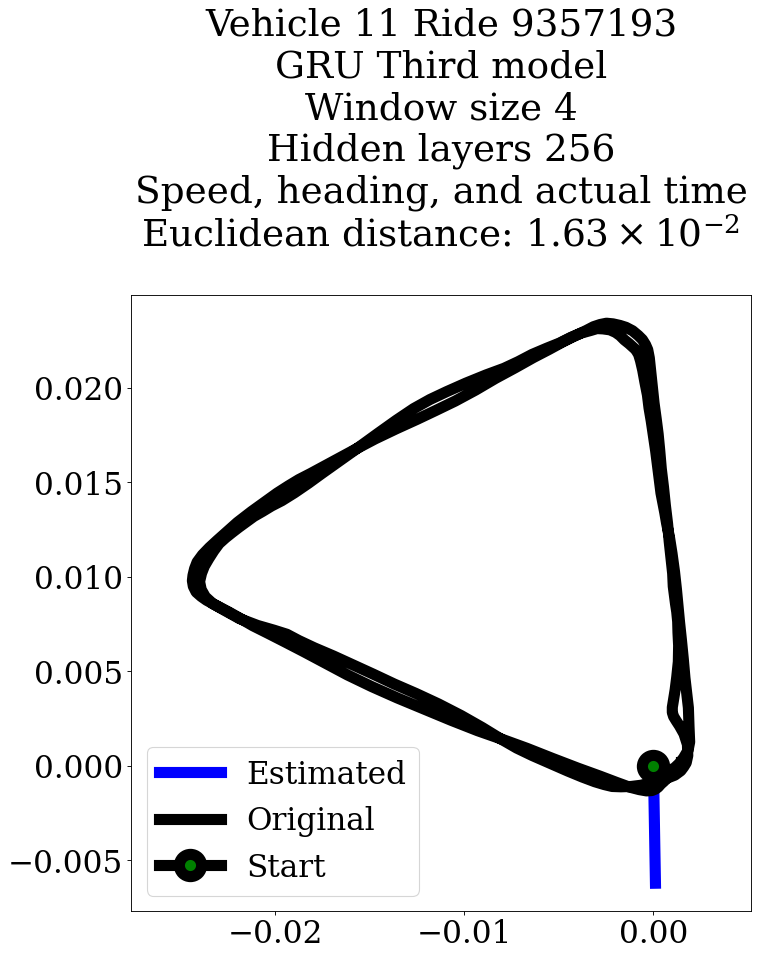 Vehicle 11 Ride 9357193
GRU Third model
Window size 4
Hidden layers 256
Speed, heading, and actual time
Euclidean distance: 1.63 × 10⁻²
0.020
0.015
0.010
0.005
0.000
−0.005
Estimated
Original
Start
−0.02
−0.01
0.00